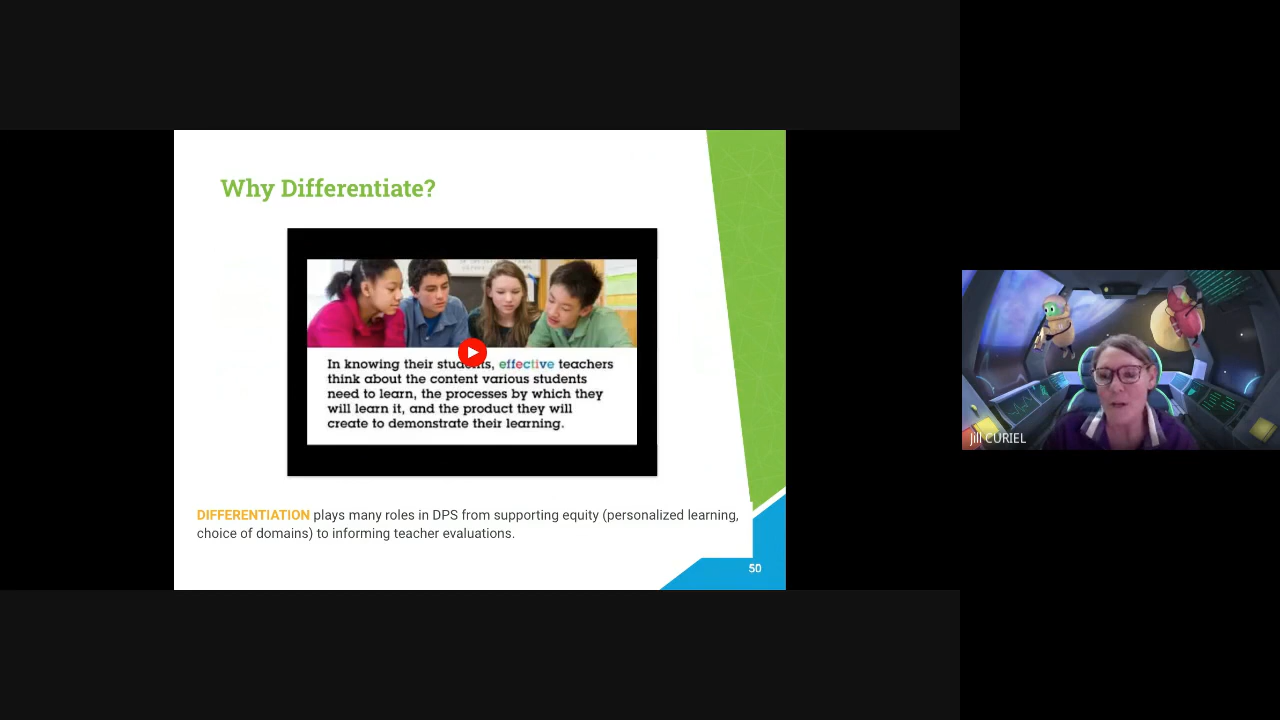 Why Differentiate?
In knowing their students, effective teachers
think about the content various students
need to learn, the processes by which they
will learn it, and the product they will
create to demonstrate their learning.
DIFFERENTIATION plays many roles in DPS from supporting equity (personalized learning,
choice of domains) to informing teacher evaluations.
50
Jill CURIEL